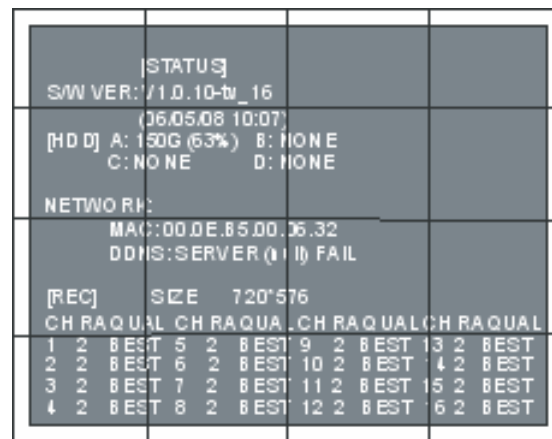 [STATUS]
S/W VER: V1.0.10-tw_16
(06/05/08 10:07)
[HDD] A: 150G (63%) B: NONE
C: NONE D: NONE
NETWORK:
MAC:00.0E.B5.00.06.32
DDNS:SERVER (null) FAIL
[REC] SIZE 720*576
CH RA QUAL CH RA QUAL CH RA QUAL CH RA QUAL
1 2 BEST 5 2 BEST 9 2 BEST 13 2 BEST
2 2 BEST 6 2 BEST 10 2 BEST 14 2 BEST
3 2 BEST 7 2 BEST 11 2 BEST 15 2 BEST
4 2 BEST 8 2 BEST 12 2 BEST 16 2 BEST